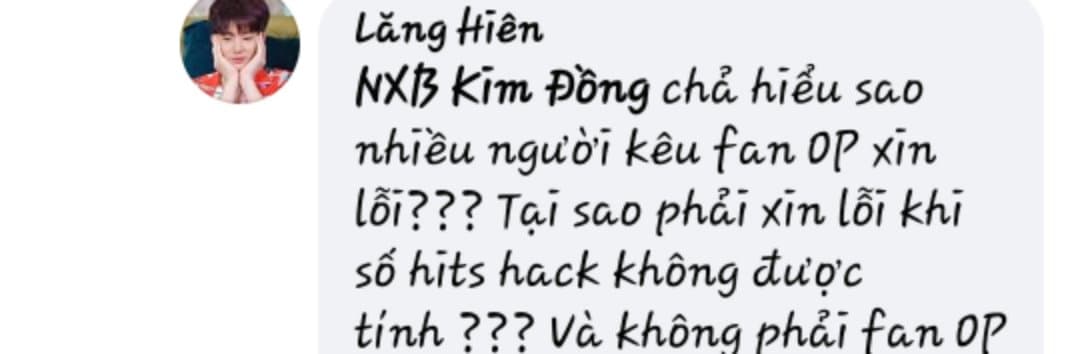 Lăng Hiên
NXB Kim Đồng chả hiểu sao
nhiều người kêu fan OP xin
lỗi??? Tại sao phải xin lỗi khi
số hits hack không được
tính ??? Và không phải fan OP